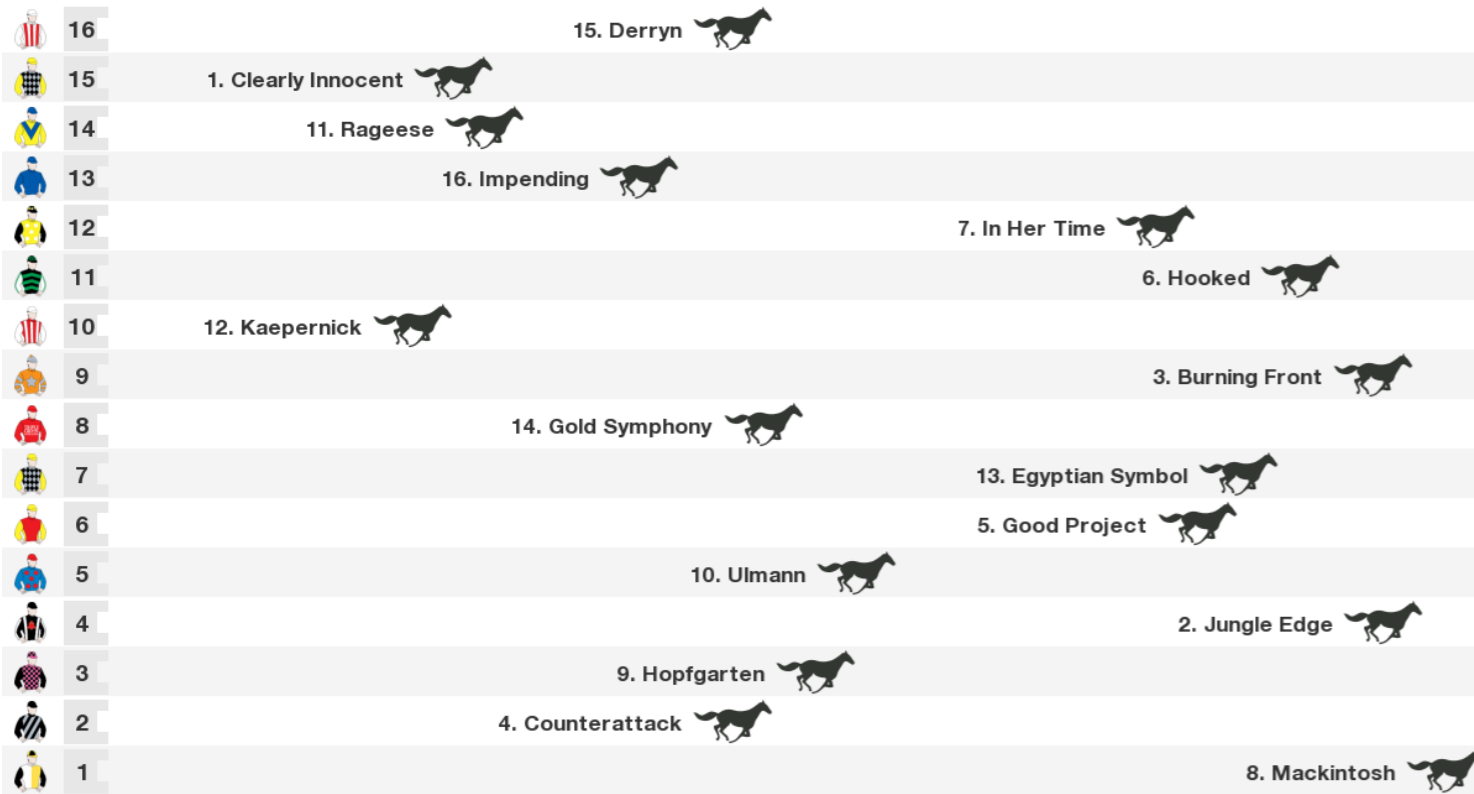 16 15. Derryn
15 1. Clearly Innocent
14 11. Rageese
13 16. Impending
12 7. In Her Time
11 6. Hooked
10 12. Kaepernick
9 3. Burning Front
8 14. Gold Symphony
7 13. Egyptian Symbol
6 5. Good Project
5 10. Ulmann
4 2. Jungle Edge
3 9. Hopfgarten
2 4. Counterattack
1 8. Mackintosh